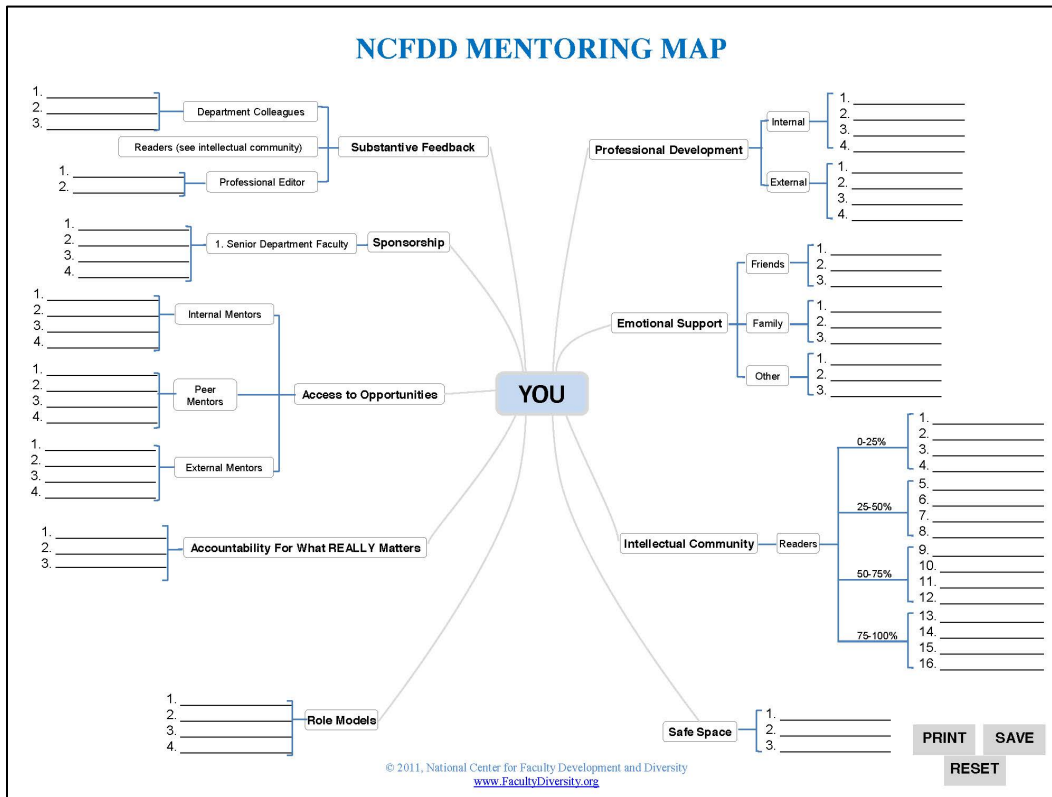 NCFDD MENTORING MAP
1.
2.
3.
Department Colleagues
Readers (see intellectual community)
1.
2.
Professional Editor
Substantive Feedback
1.
2.
3.
4.
1. Senior Department Faculty
Sponsorship
1.
2.
3.
4.
Internal Mentors
1.
2.
3.
4.
Peer
Mentors
1.
2.
3.
4.
External Mentors
Access to Opportunities
1.
2.
3.
Accountability For What REALLY Matters
1.
2.
3.
4.
Role Models
YOU
Professional Development
Internal
1.
2.
3.
4.
External
1.
2.
3.
4.
Emotional Support
Friends
1.
2.
3.
Family
1.
2.
3.
Other
1.
2.
3.
Intellectual Community
Readers
0-25%
1.
2.
3.
4.
25-50%
5.
6.
7.
8.
50-75%
9.
10.
11.
12.
75-100%
13.
14.
15.
16.
Safe Space
1.
2.
3.
PRINT
SAVE
RESET
© 2011, National Center for Faculty Development and Diversity
www.FacultyDiversity.org